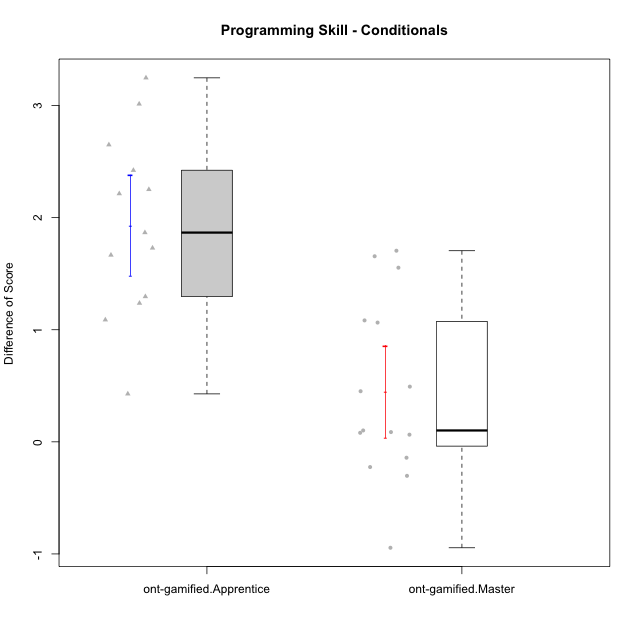 Programming Skill - Conditionals
Difference of Score
3
2
1
0
-1
ont-gamified.Apprentice
ont-gamified.Master